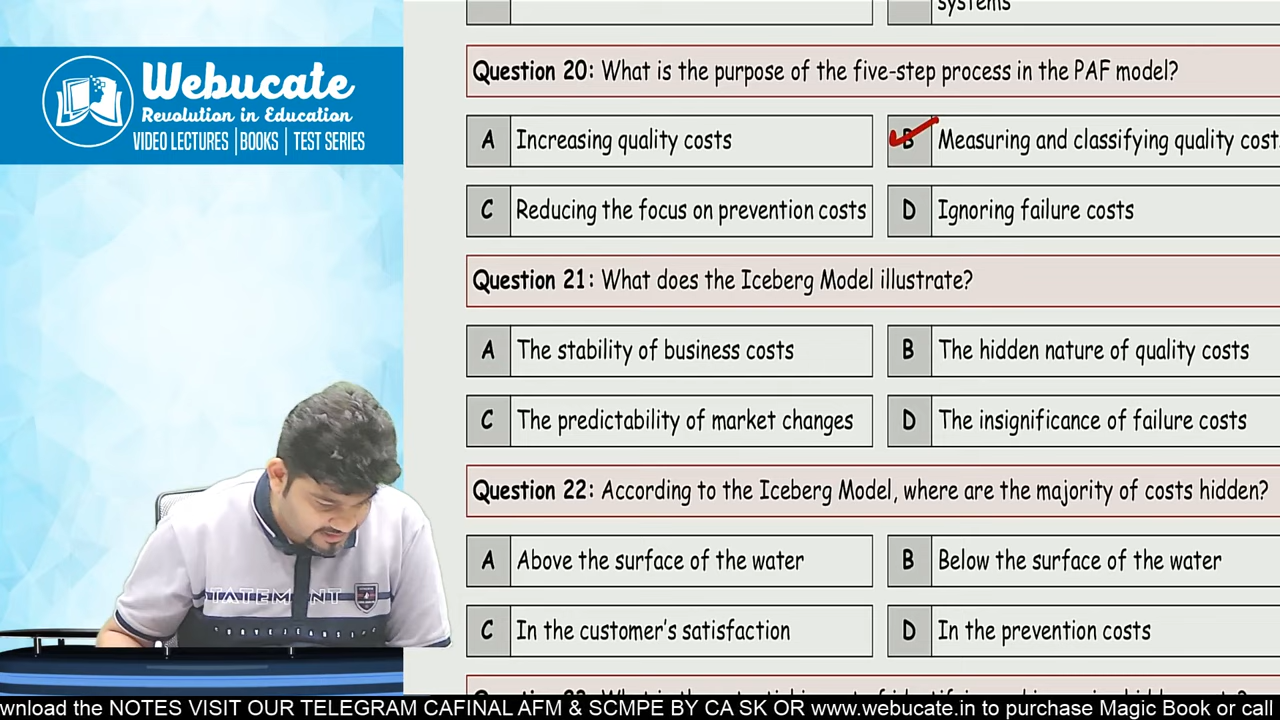 systems
Webucate
Revolution in Education
VIDEO LECTURES | BOOKS | TEST SERIES
Question 20: What is the purpose of the five-step process in the PAF model?
A Increasing quality costs
B Measuring and classifying quality cost
C Reducing the focus on prevention costs
D Ignoring failure costs
Question 21: What does the Iceberg Model illustrate?
A The stability of business costs
B The hidden nature of quality costs
C The predictability of market changes
D The insignificance of failure costs
Question 22: According to the Iceberg Model, where are the majority of costs hidden?
A Above the surface of the water
B Below the surface of the water
C In the customer's satisfaction
D In the prevention costs
wnload the NOTES VISIT OUR TELEGRAM CAFINAL AFM & SCMPE BY CA SK OR www.webucate.in to purchase Magic Book or call